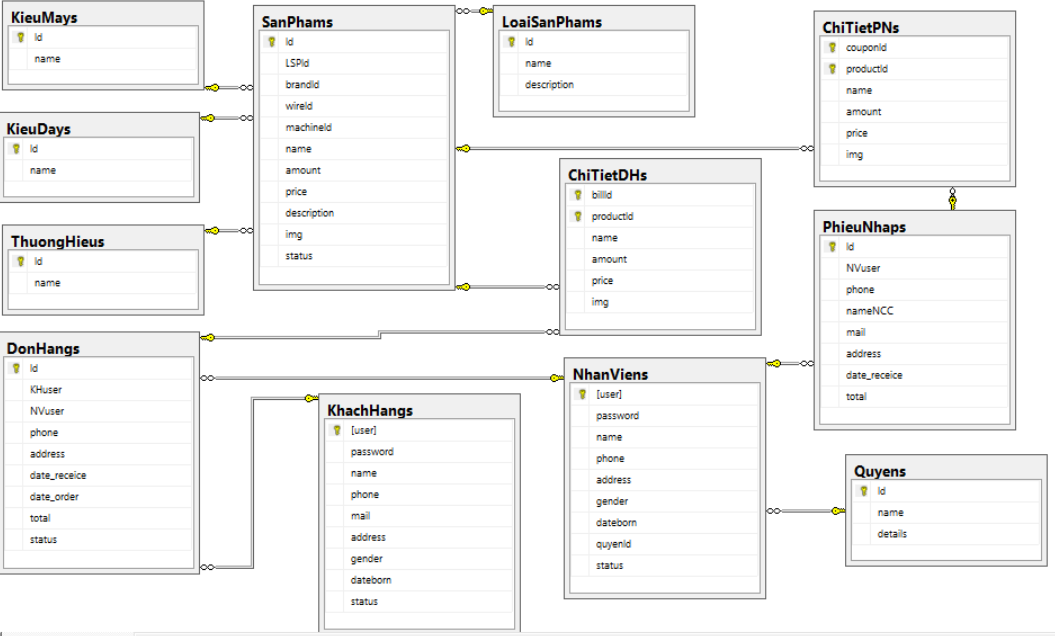 KieuMays
Id
name
KieuDays
Id
name
ThuongHieus
Id
name
SanPhams
Id
LSPId
brandId
wireId
machineId
name
amount
price
description
img
status
LoaiSanPhams
Id
name
description
ChiTietPNs
couponId
productId
name
amount
price
img
ChiTietDHs
billId
productid
name
amount
price
img
PhieuNhaps
Id
NVuser
phone
nameNCC
mail
address
date_receice
total
DonHangs
Id
KHuser
NVuser
phone
address
date_receice
date_order
total
status
KhachHangs
[user]
password
name
phone
mail
address
gender
dateborn
status
NhanViens
[user]
password
name
phone
address
gender
dateborn
quyenId
status
Quyens
Id
name
details